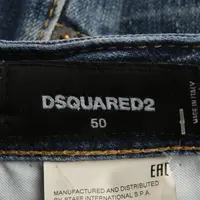 DSQUARED2
50
MADE IN ITALY
EAC
MANUFACTURED AND DISTRIBUTED
BY STAFF INTERNATIONAL S.P.A.